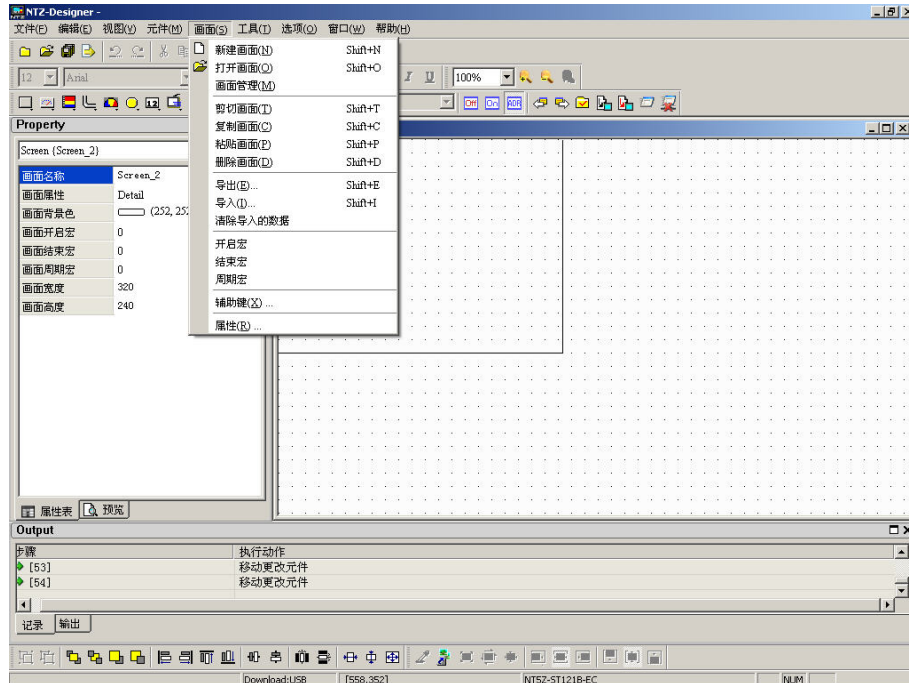 NTZ-Designer -
文件(F) 编辑(E) 视图(V) 元件(M) 画面(S) 工具(T) 选项(O) 窗口(W) 帮助(H)
新建画面(N) Shift+N
打开画面(O) Shift+O
画面管理(M)
剪切画面(T) Shift+T
复制画面(C) Shift+C
粘贴画面(P) Shift+P
删除画面(D) Shift+D
导出(E)... Shift+E
导入(I)... Shift+I
清除导入的数据
开启宏
结束宏
周期宏
辅助键(X) ...
属性(R) ...
12 Arial I U 100%
Off On ADR
Property
Screen {Screen_2}
画面名称 Screen_2
画面属性 Detail
画面背景色 (252, 252
画面开启宏 0
画面结束宏 0
画面周期宏 0
画面宽度 320
画面高度 240
属性表 预览
Output
步骤 执行动作
[53] 移动更改元件
[54] 移动更改元件
记录 输出
Download:USB [558,352] NT5Z-ST121B-EC NUM